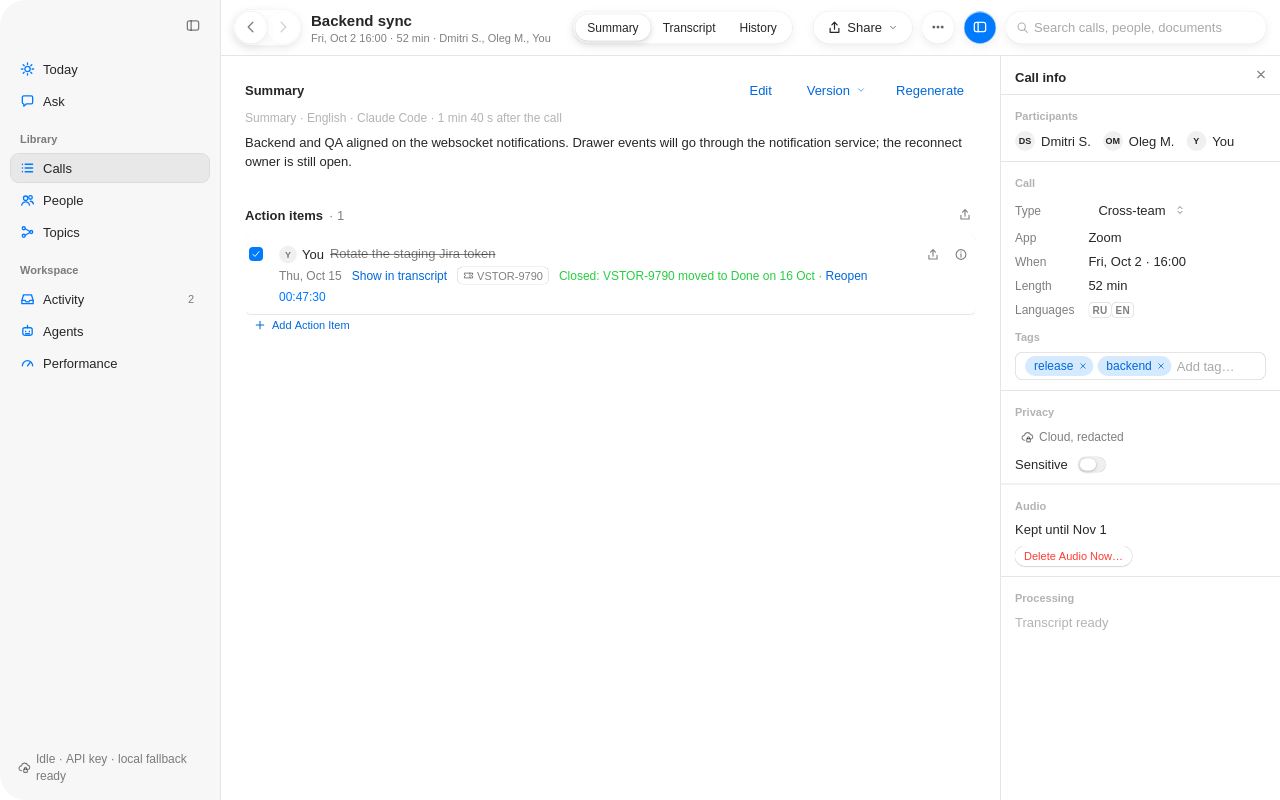 Today
Ask
Library
Calls
People
Topics
Workspace
Activity 2
Agents
Performance
Idle · API key · local fallback
ready
Backend sync
Fri, Oct 2 16:00 · 52 min · Dmitri S., Oleg M., You
Summary Transcript History
Share
Search calls, people, documents
Summary
Edit Version Regenerate
Summary · English · Claude Code · 1 min 40 s after the call
Backend and QA aligned on the websocket notifications. Drawer events will go through the notification service; the reconnect
owner is still open.
Action items · 1
Y You Rotate the staging Jira token
Thu, Oct 15 Show in transcript VSTOR-9790 Closed: VSTOR-9790 moved to Done on 16 Oct · Reopen
00:47:30
Add Action Item
Call info
Participants
DS Dmitri S. OM Oleg M. Y You
Call
Type Cross-team
App Zoom
When Fri, Oct 2 · 16:00
Length 52 min
Languages RU EN
Tags
release backend Add tag…
Privacy
Cloud, redacted
Sensitive
Audio
Kept until Nov 1
Delete Audio Now…
Processing
Transcript ready